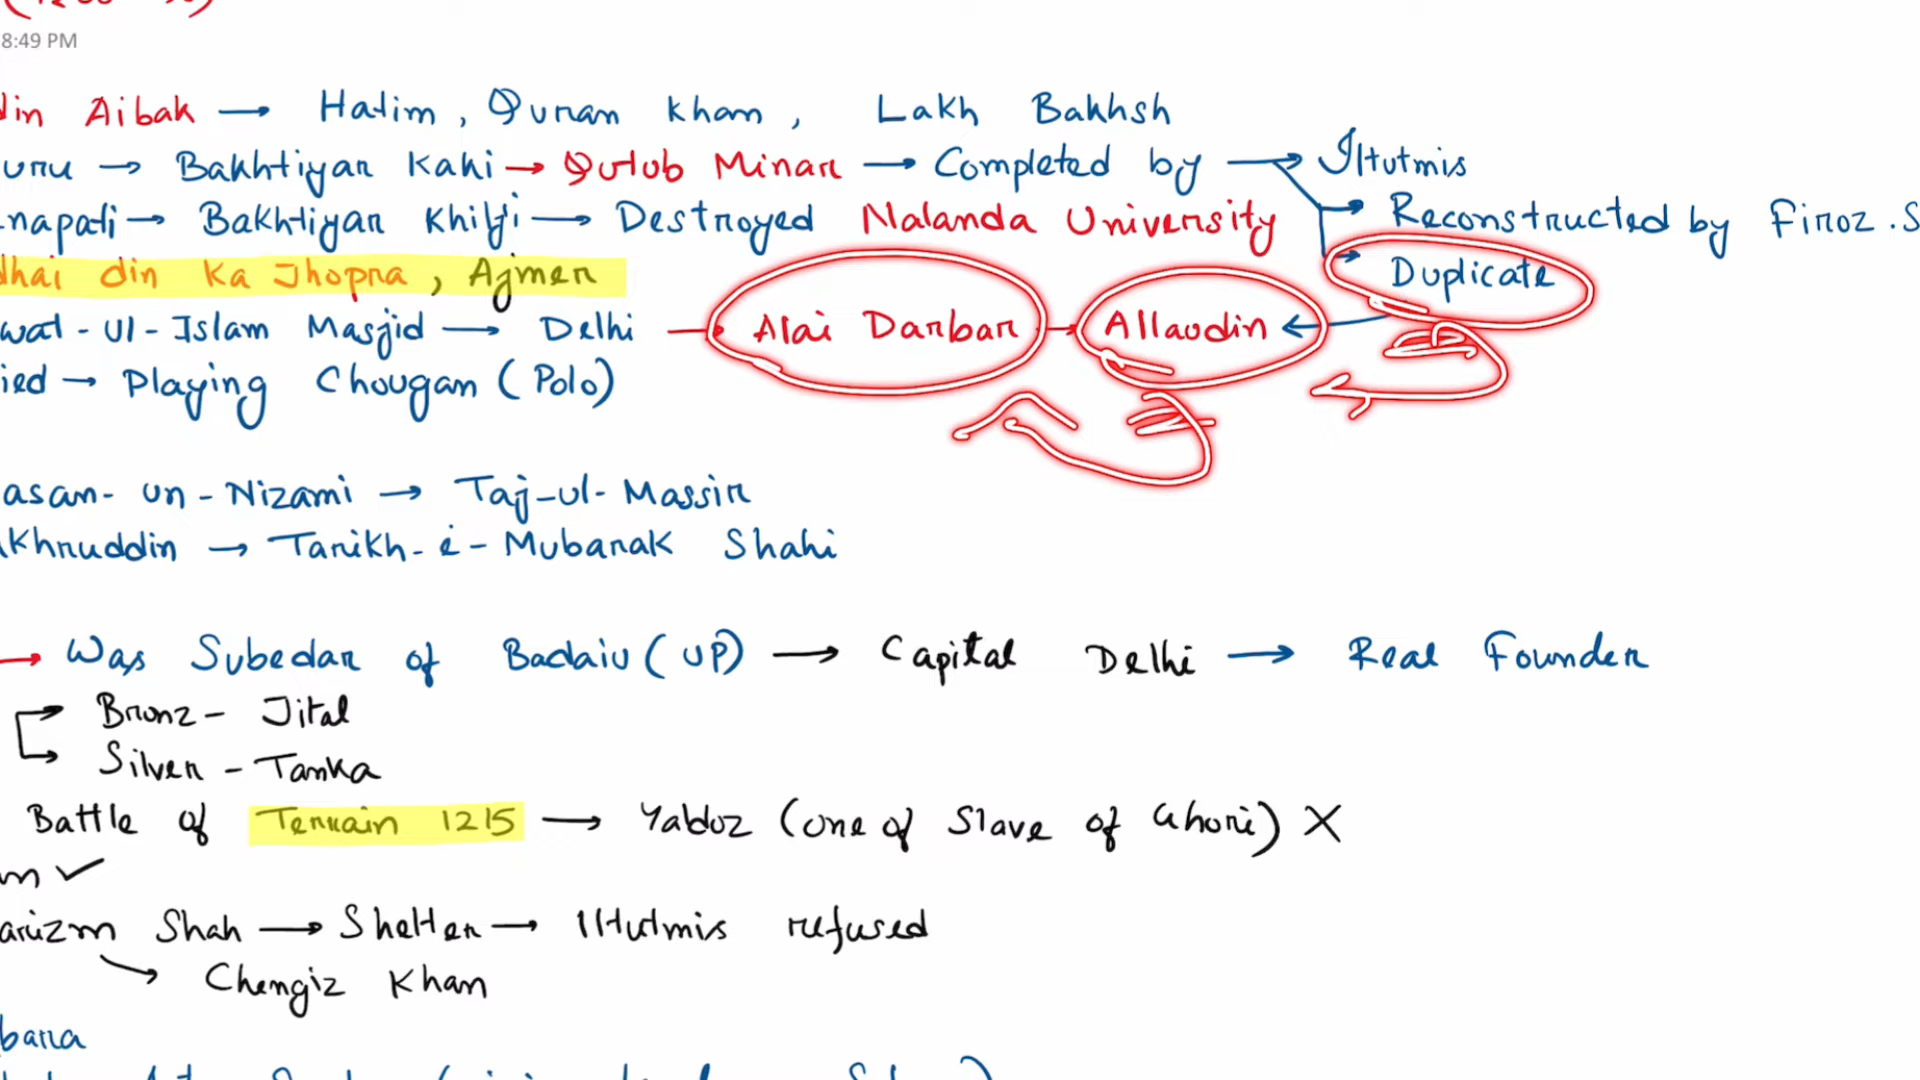 8:49 PM
din Aibak → Hatim, Quran Khan, Lakh Bakhsh
uru → Bakhtiyar Kaki → Qutub Minar → Completed by → Iltutmis
napati → Bakhtiyar Khilji → Destroyed Nalanda University → Reconstructed by Firoz.S
dhai din Ka Jhopra, Ajmer → Duplicate
wat-ul-Islam Masjid → Delhi → Alai Darbar → Allaudin ←
ied → Playing Chougan (Polo)
asan-un-Nizami → Taj-ul-Massir
khruddin → Tarikh-i-Mubarak Shahi
→ Was Subedar of Badaiu (UP) → Capital Delhi → Real Founder
→ Bronz - Jital
→ Silver - Tanka
Battle of Terrain 1215 → Yaldoz (one of Slave of Ghori) X
m ✓
arizm Shah → Shelter → Iltutmis refused
→ Chengiz Khan